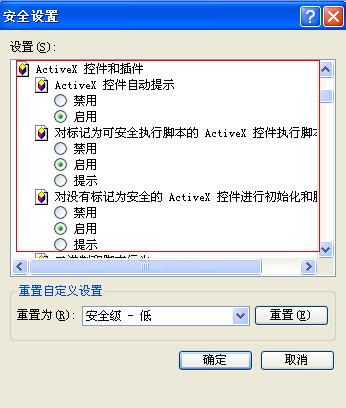 安全设置
设置(S):
ActiveX 控件和插件
ActiveX 控件自动提示
禁用
启用
对标记为可安全执行脚本的 ActiveX 控件执行脚本
禁用
启用
提示
对没有标记为安全的 ActiveX 控件进行初始化和脚
禁用
启用
提示
重置自定义设置
重置为(R):
安全级 - 低
重置(E)
确定
取消